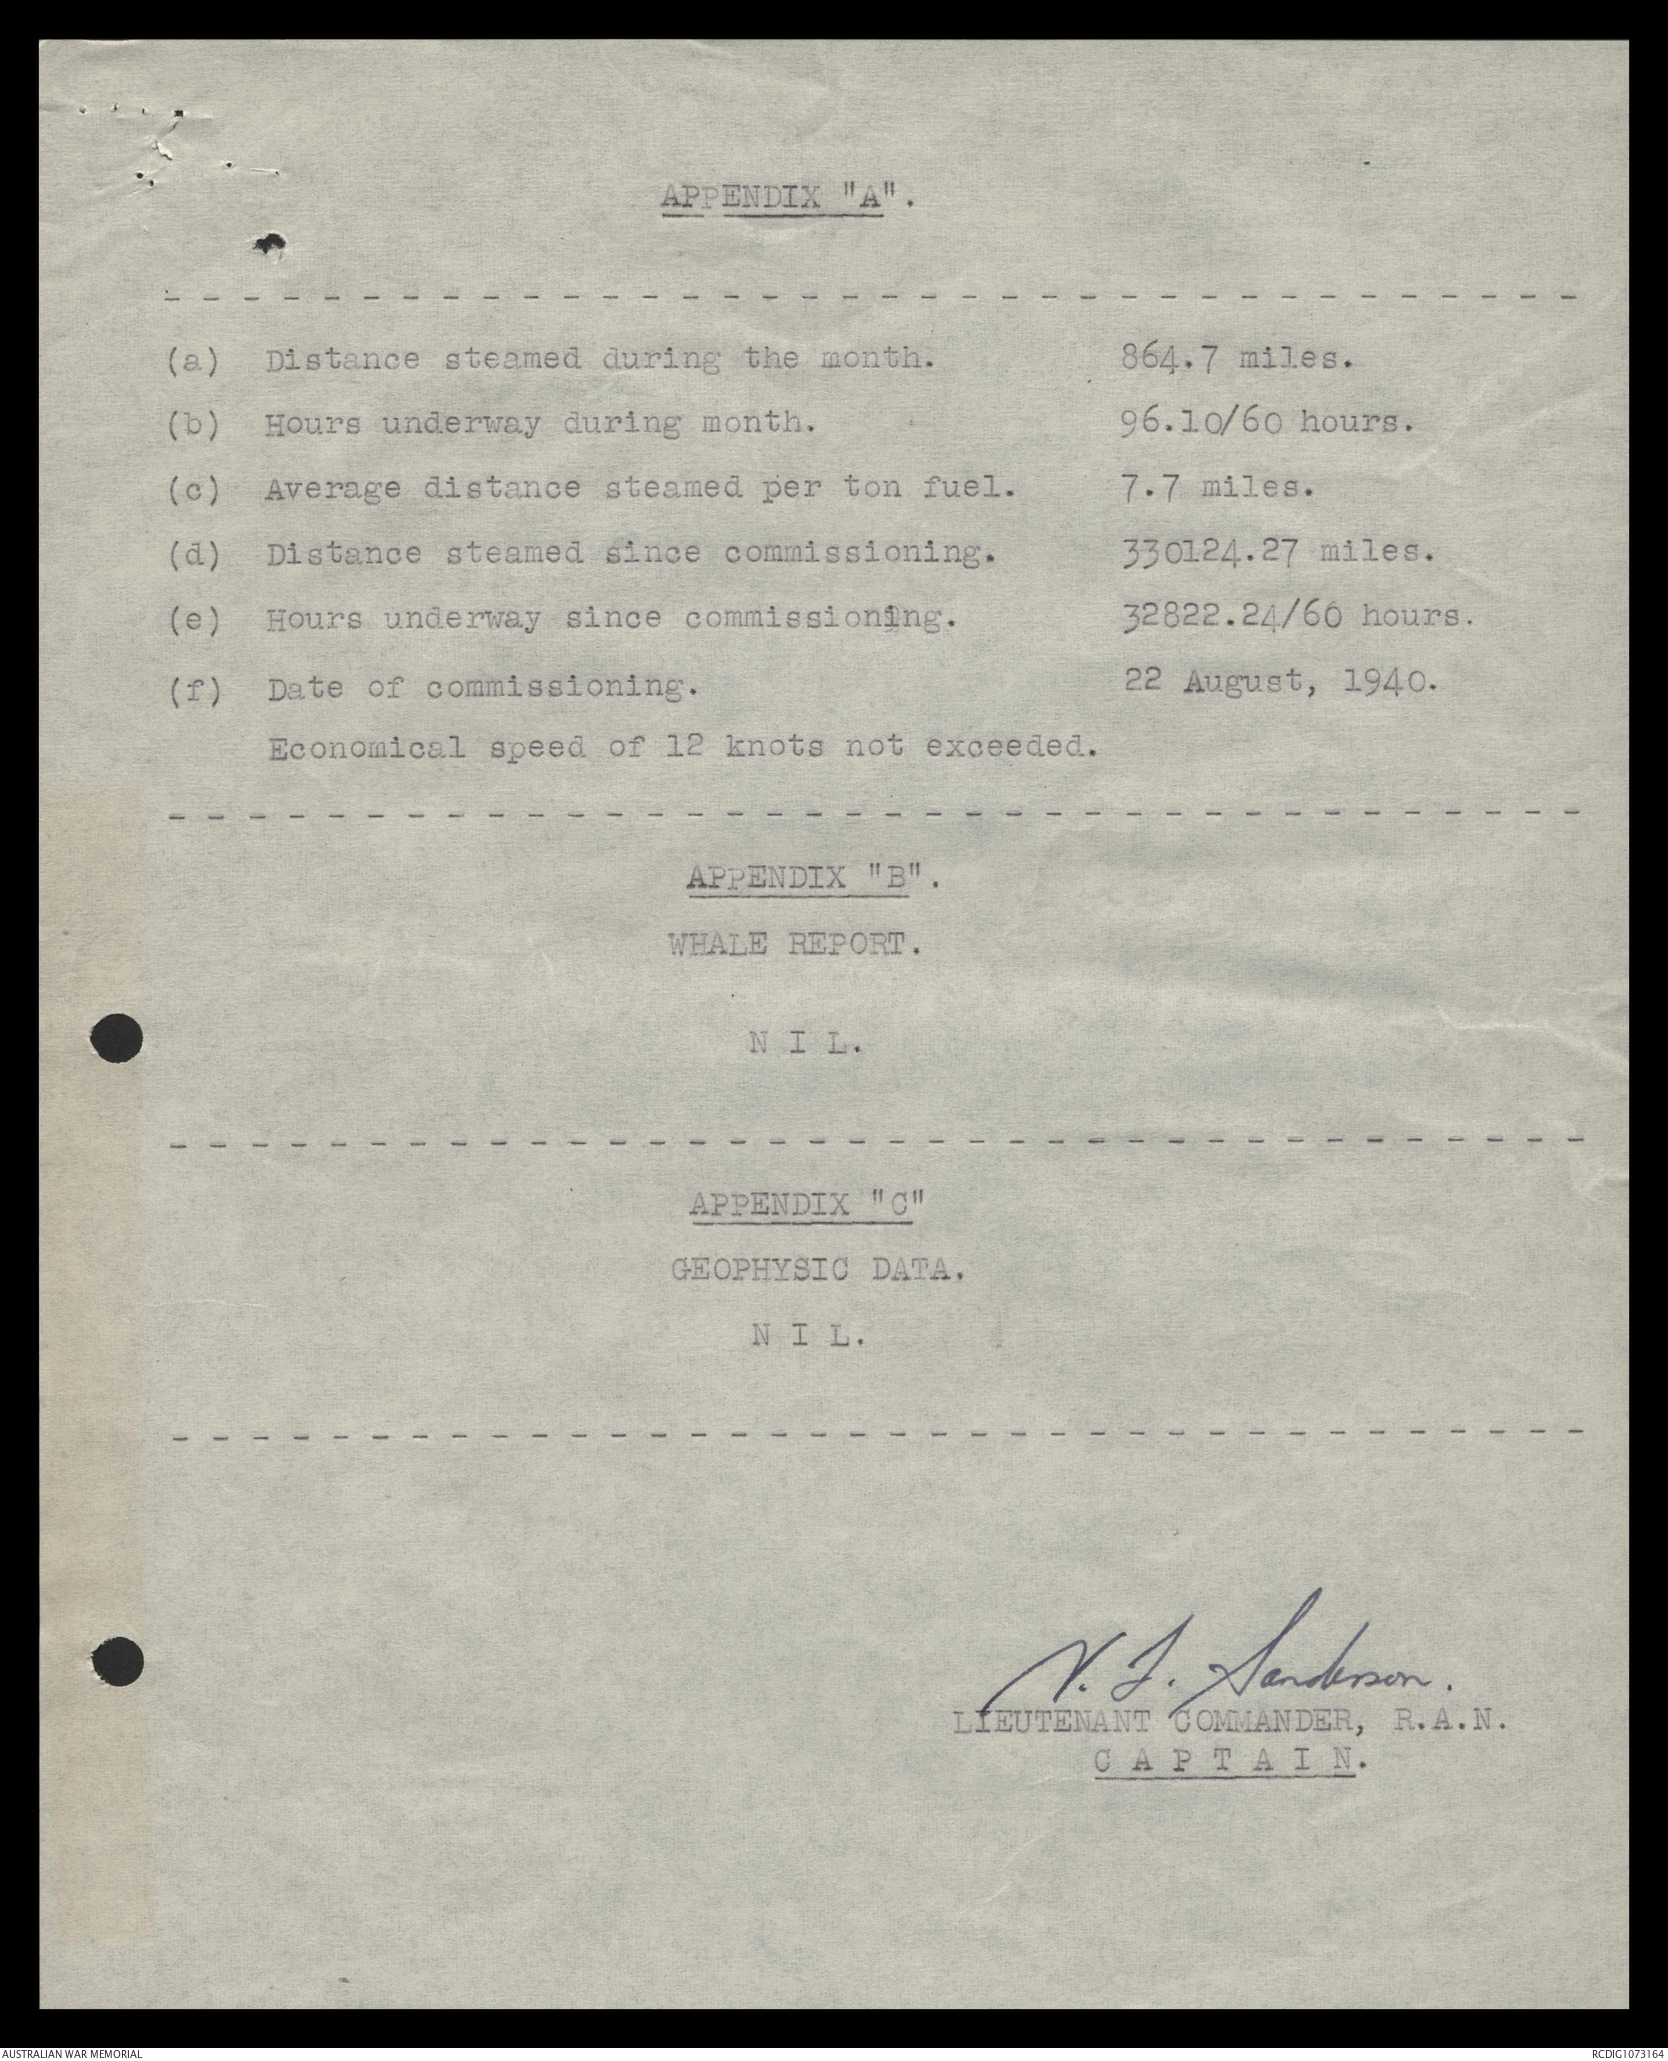 APPENDIX "A".
(a) Distance steamed during the month. 864.7 miles.
(b) Hours underway during month. 96.10/60 hours.
(c) Average distance steamed per ton fuel. 7.7 miles.
(d) Distance steamed since commissioning. 330124.27 miles.
(e) Hours underway since commissioning. 32822.24/60 hours.
(f) Date of commissioning. 22 August, 1940.
Economical speed of 12 knots not exceeded.
APPENDIX "B".
WHALE REPORT.
N I L.
APPENDIX "C"
GEOPHYSIC DATA.
N I L.
Sanderson.
LIEUTENANT COMMANDER, R.A.N.
C A P T A I N.
AUSTRALIAN WAR MEMORIAL
RCDIG1073164